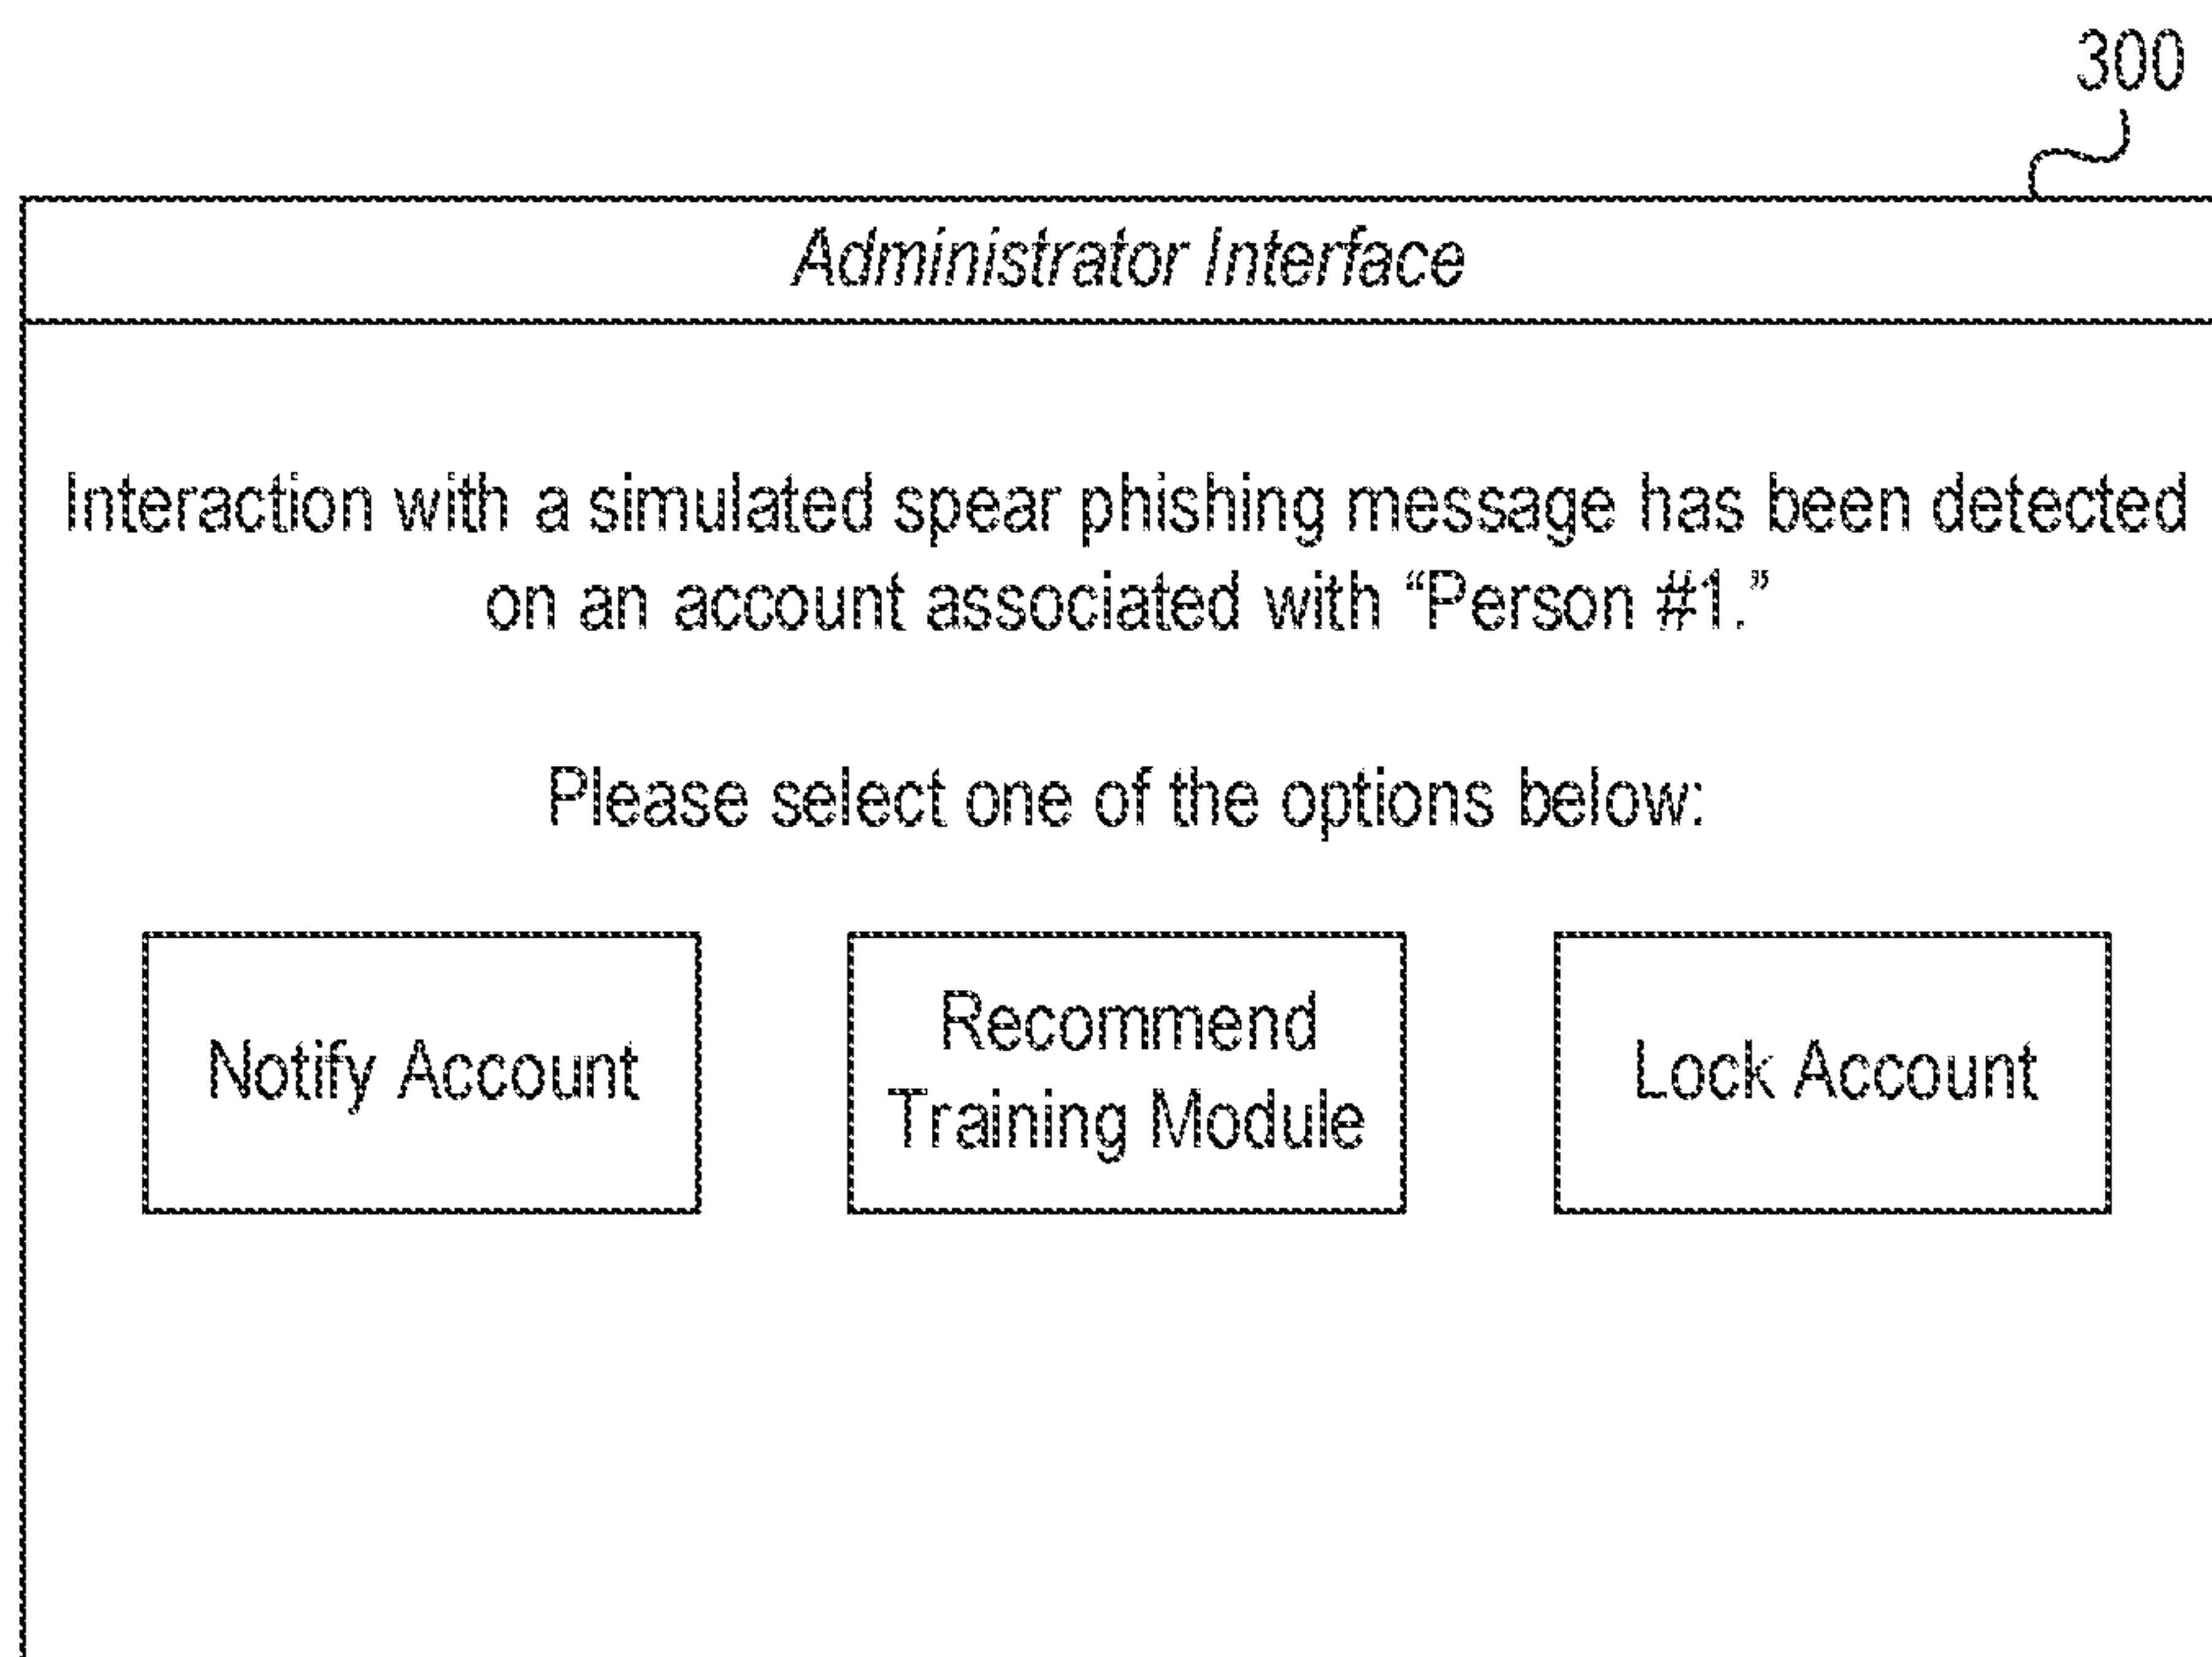 300
Administrator Interface
Interaction with a simulated spear phishing message has been detected
on an account associated with “Person #1.”
Please select one of the options below:
Notify Account
Recommend
Training Module
Lock Account